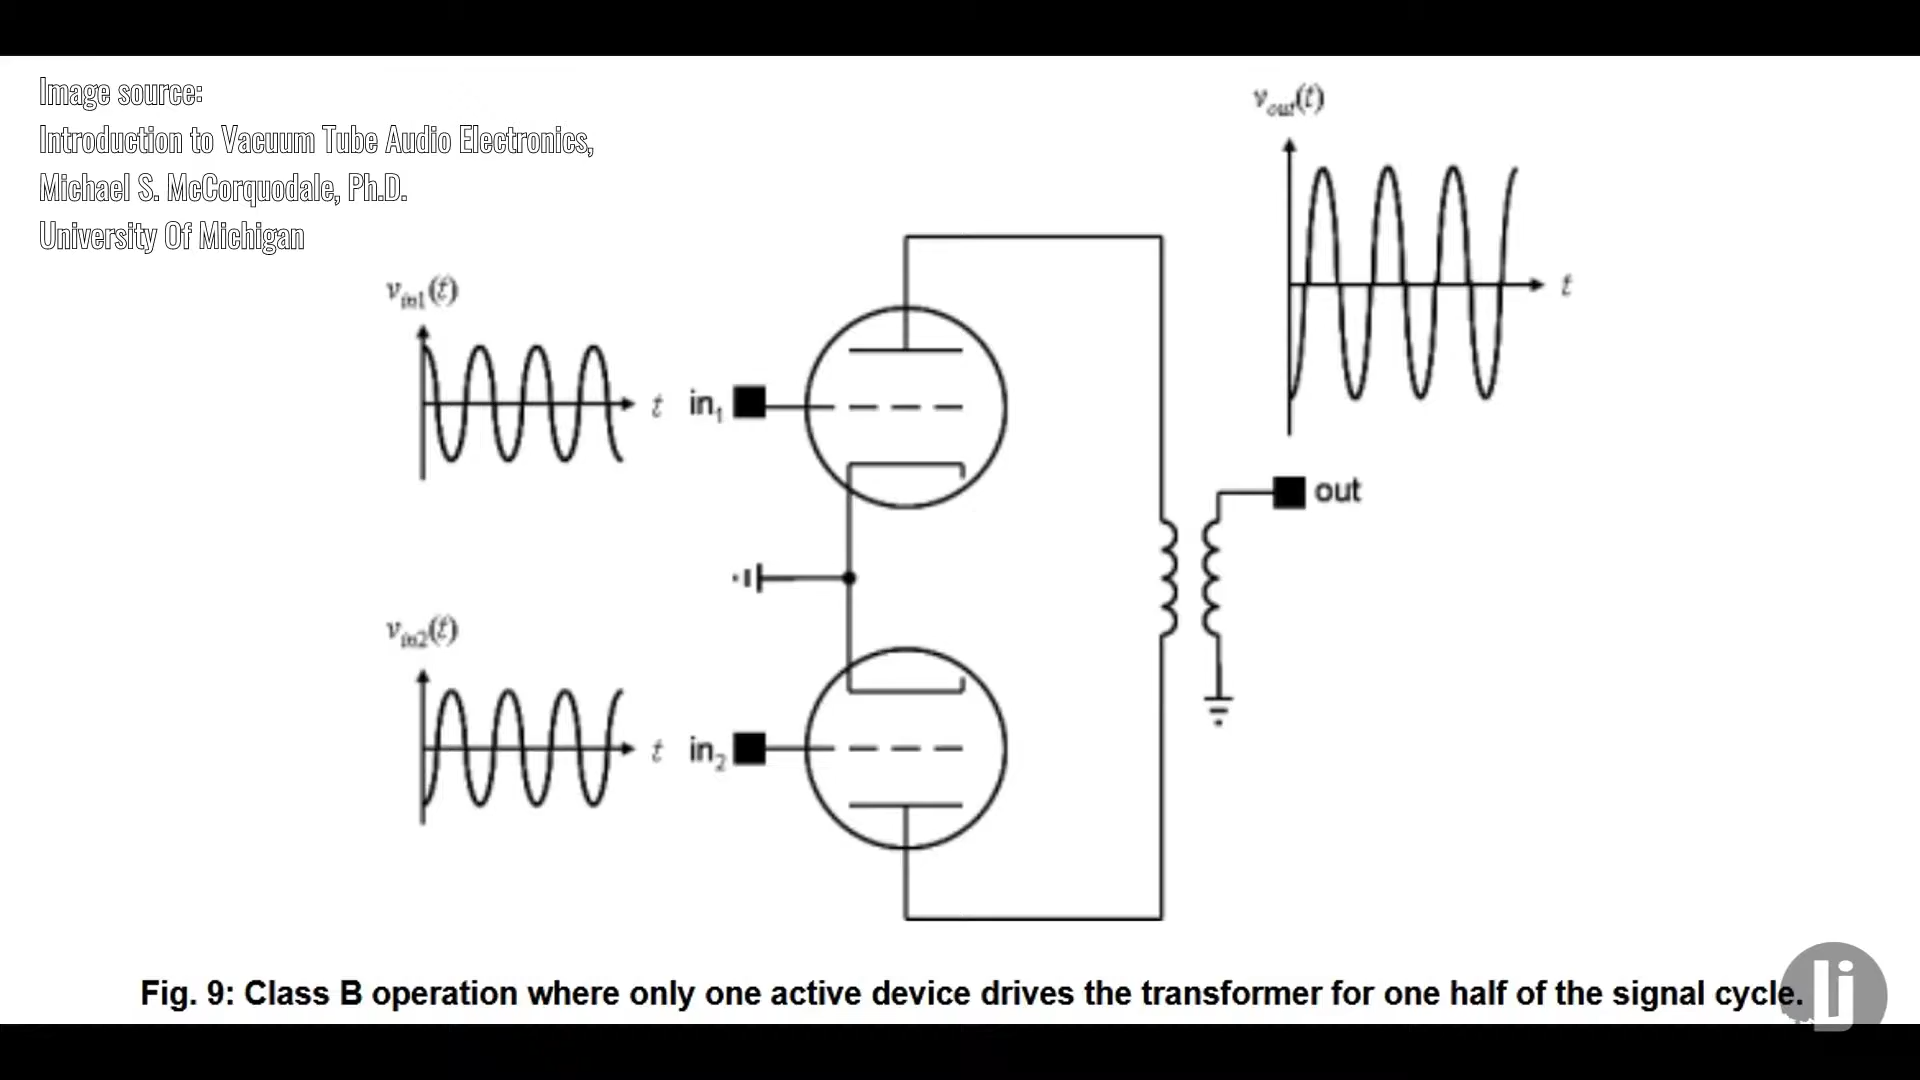 Image source:
Introduction to Vacuum Tube Audio Electronics,
Michael S. McCorquodale, Ph.D.
University Of Michigan
vout(t)
t
vin1(t)
t
in1
out
vin2(t)
t
in2
Fig. 9: Class B operation where only one active device drives the transformer for one half of the signal cycle.
lj